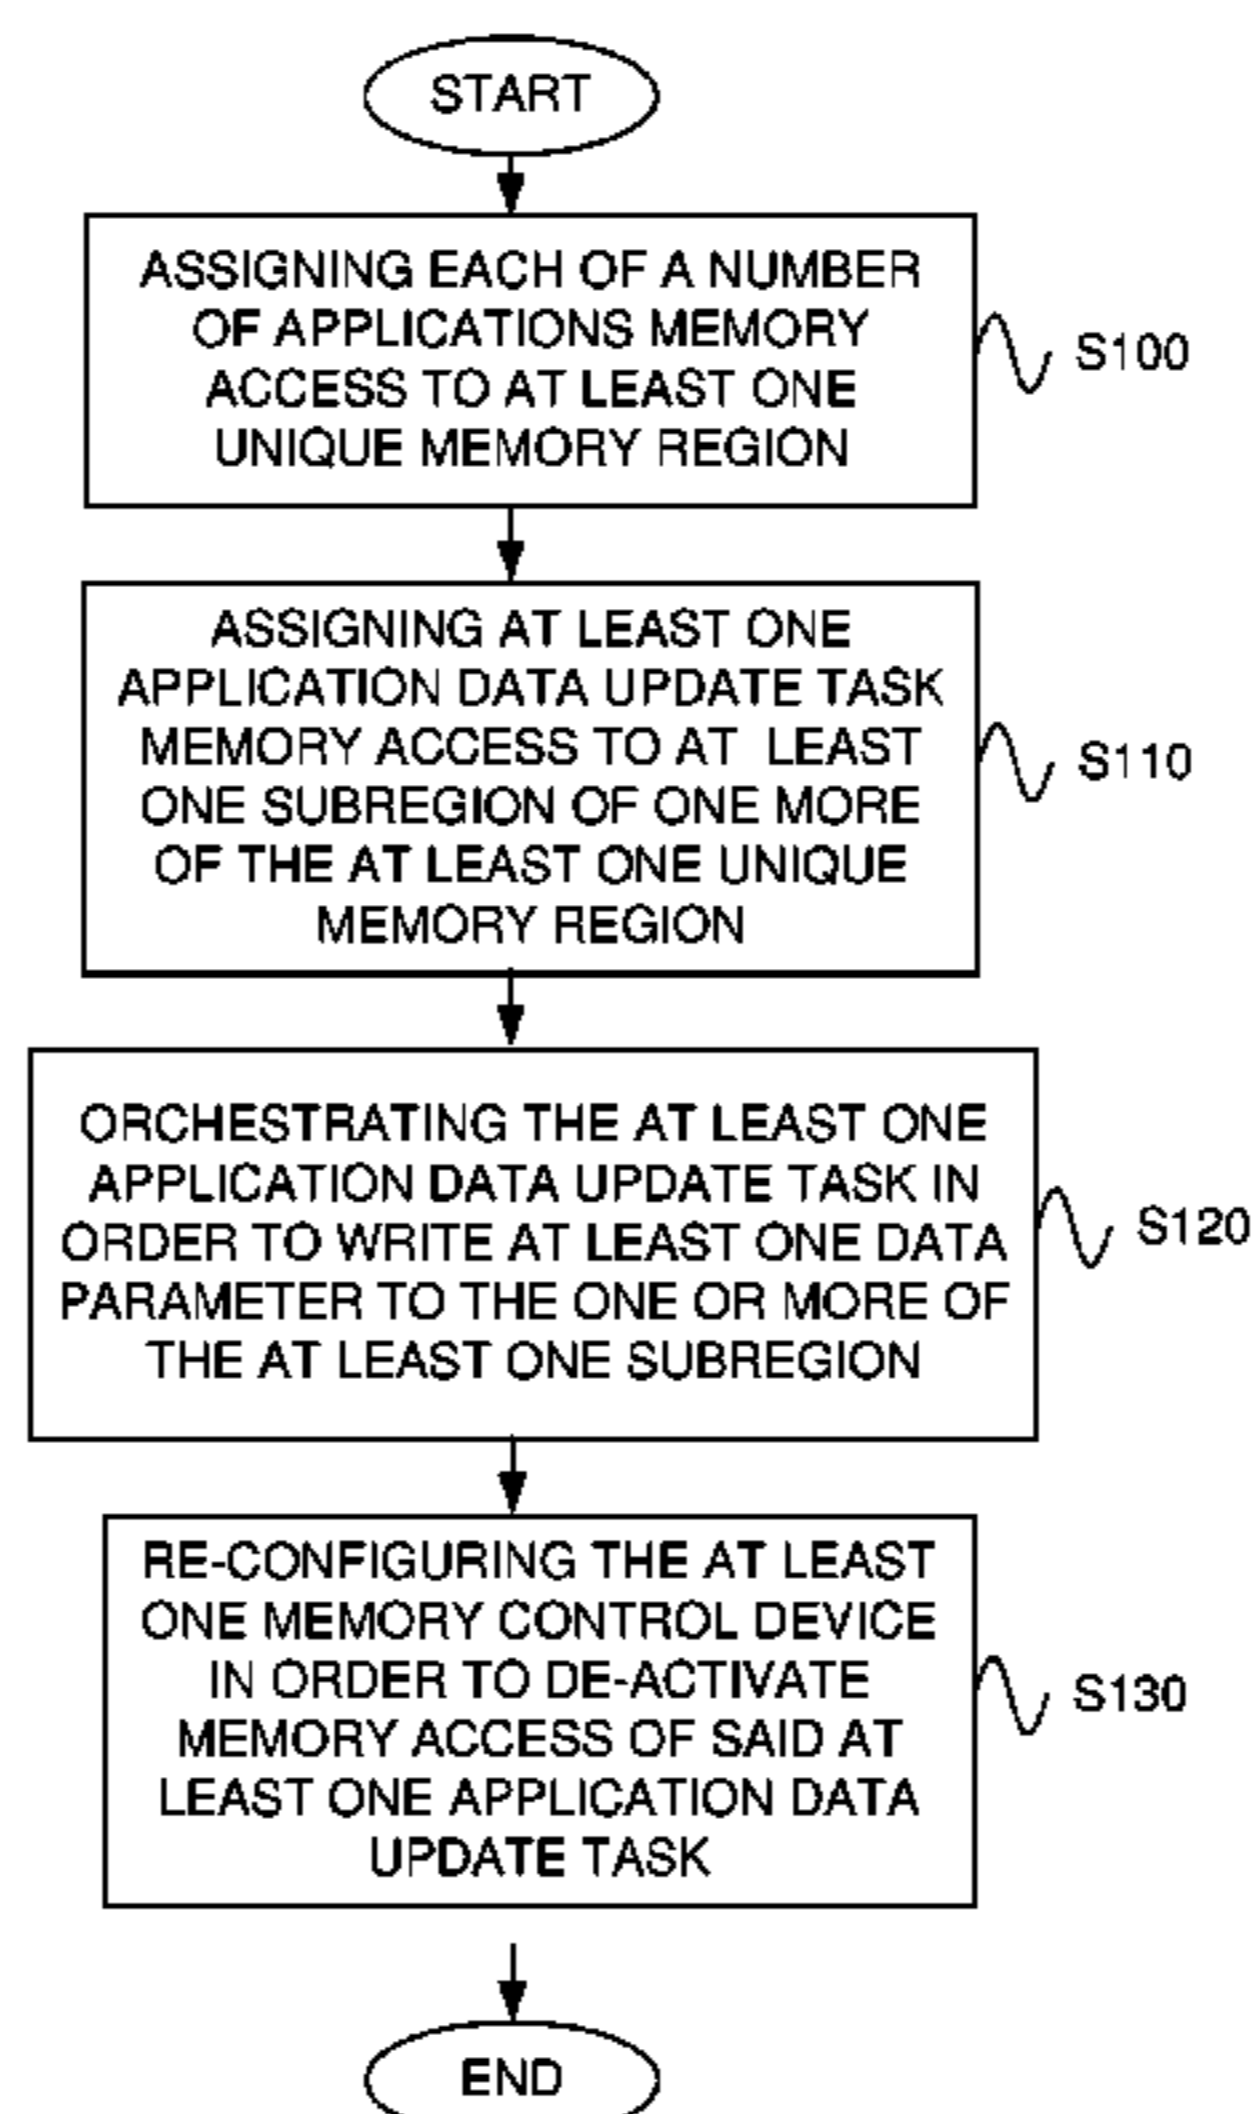 START
ASSIGNING EACH OF A NUMBER
OF APPLICATIONS MEMORY
ACCESS TO AT LEAST ONE
UNIQUE MEMORY REGION
S100
ASSIGNING AT LEAST ONE
APPLICATION DATA UPDATE TASK
MEMORY ACCESS TO AT LEAST
ONE SUBREGION OF ONE MORE
OF THE AT LEAST ONE UNIQUE
MEMORY REGION
S110
ORCHESTRATING THE AT LEAST ONE
APPLICATION DATA UPDATE TASK IN
ORDER TO WRITE AT LEAST ONE DATA
PARAMETER TO THE ONE OR MORE OF
THE AT LEAST ONE SUBREGION
S120
RE-CONFIGURING THE AT LEAST
ONE MEMORY CONTROL DEVICE
IN ORDER TO DE-ACTIVATE
MEMORY ACCESS OF SAID AT
LEAST ONE APPLICATION DATA
UPDATE TASK
S130
END